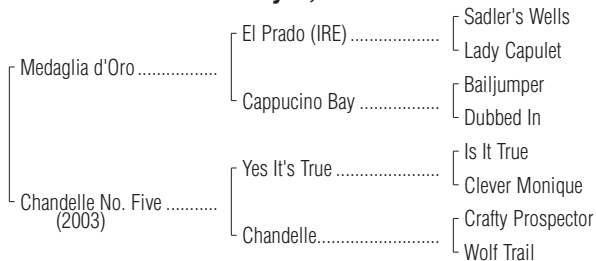 El Prado (IRE) ...................
Sadler's Wells
Lady Capulet
Medaglia d'Oro .................
Cappucino Bay .................
Bailjumper
Dubbed In
Yes It's True ......................
Is It True
Clever Monique
Chandelle No. Five ...........
(2003)
Chandelle..........................
Crafty Prospector
Wolf Trail